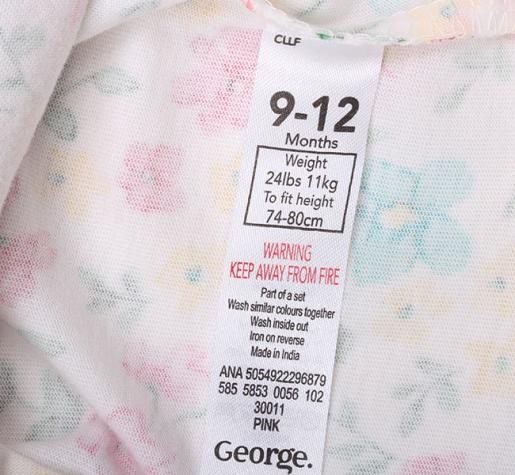 CLLF
9-12
Months
Weight
24lbs 11kg
To fit height
74-80cm
WARNING
KEEP AWAY FROM FIRE
Part of a set
Wash similar colours together
Wash inside out
Iron on reverse
Made in India
ANA 5054922296879
585 5853 0056 102
30011
PINK
George.